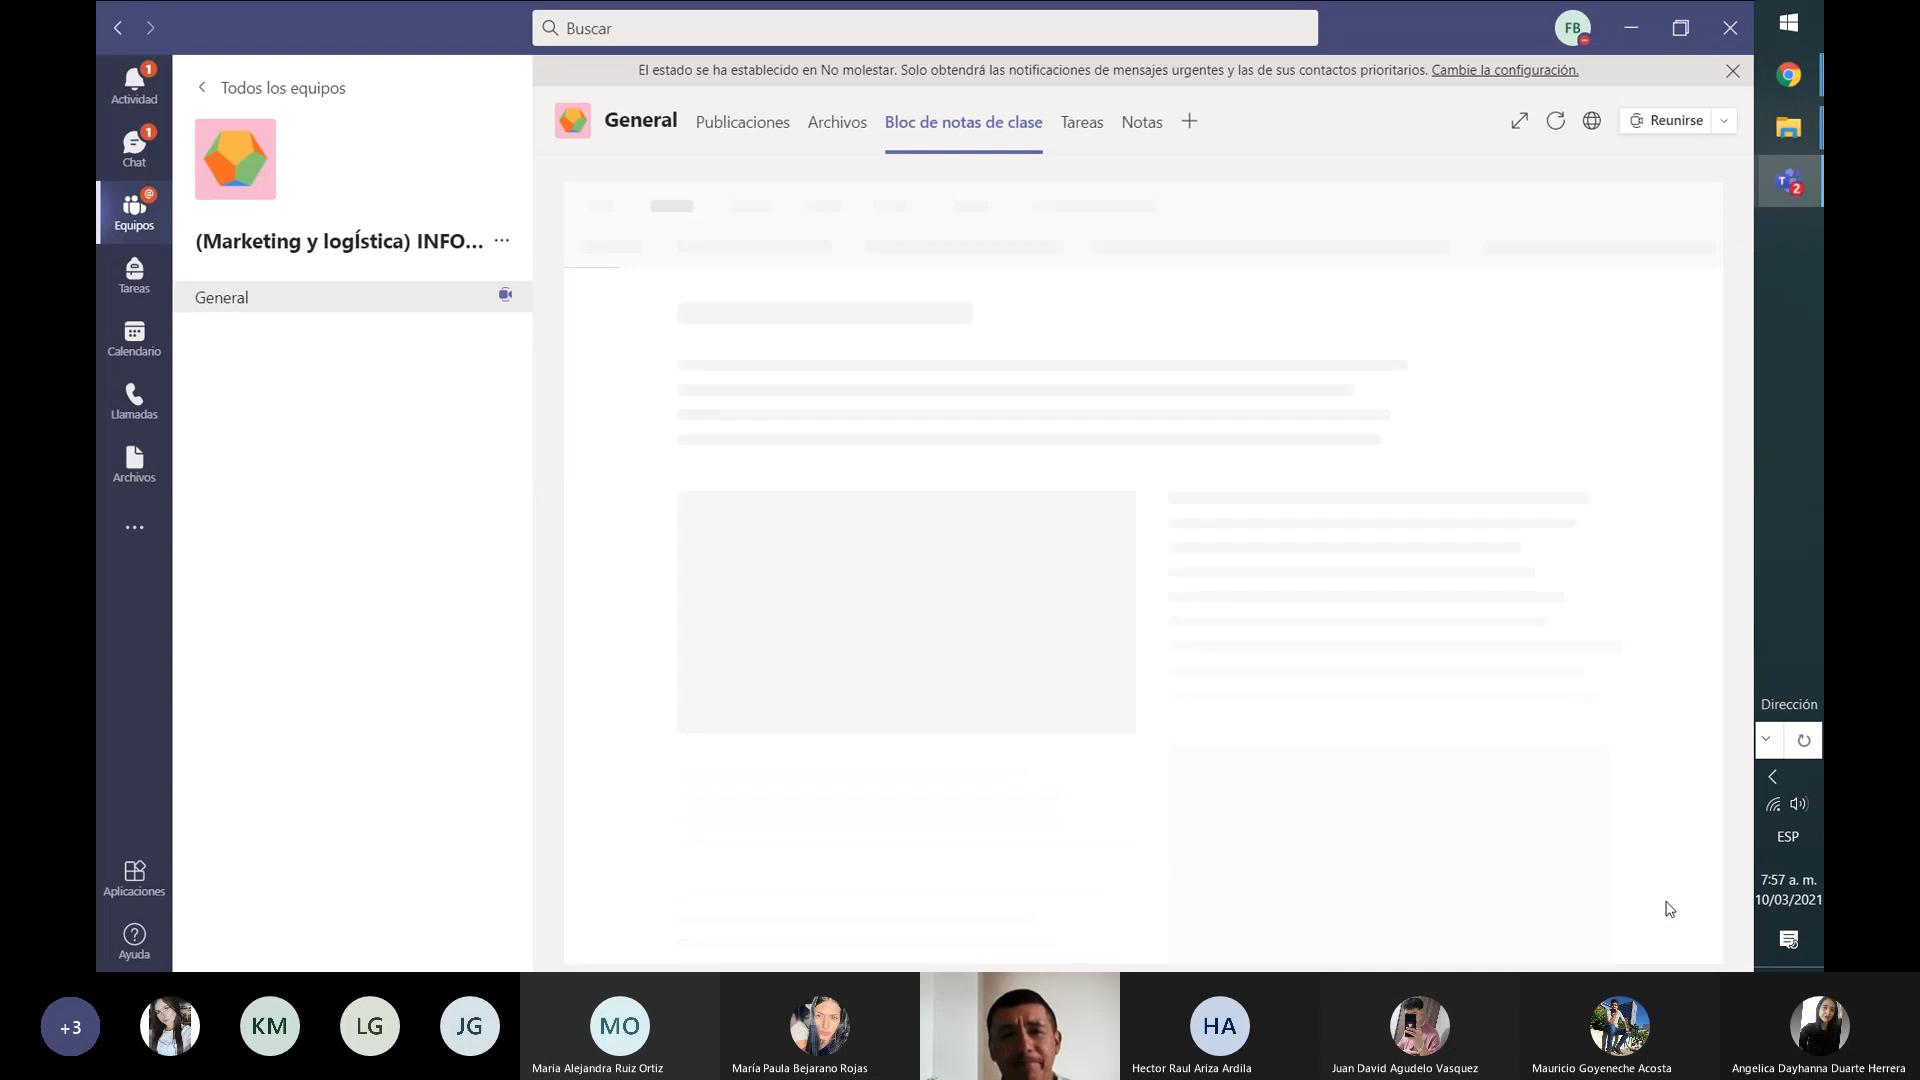 Buscar
FB
El estado se ha establecido en No molestar. Solo obtendrá las notificaciones de mensajes urgentes y las de sus contactos prioritarios. Cambie la configuración.
1
Actividad
1
Chat
@
Equipos
Tareas
Calendario
Llamadas
Archivos
Aplicaciones
Ayuda
Todos los equipos
(Marketing y logÍstica) INFO...
General
General
Publicaciones
Archivos
Bloc de notas de clase
Tareas
Notas
Reunirse
T
2
Dirección
ESP
7:57 a. m.
10/03/2021
+3
KM
LG
JG
MO
Maria Alejandra Ruiz Ortiz
María Paula Bejarano Rojas
HA
Hector Raul Ariza Ardila
Juan David Agudelo Vasquez
Mauricio Goyeneche Acosta
Angelica Dayhanna Duarte Herrera